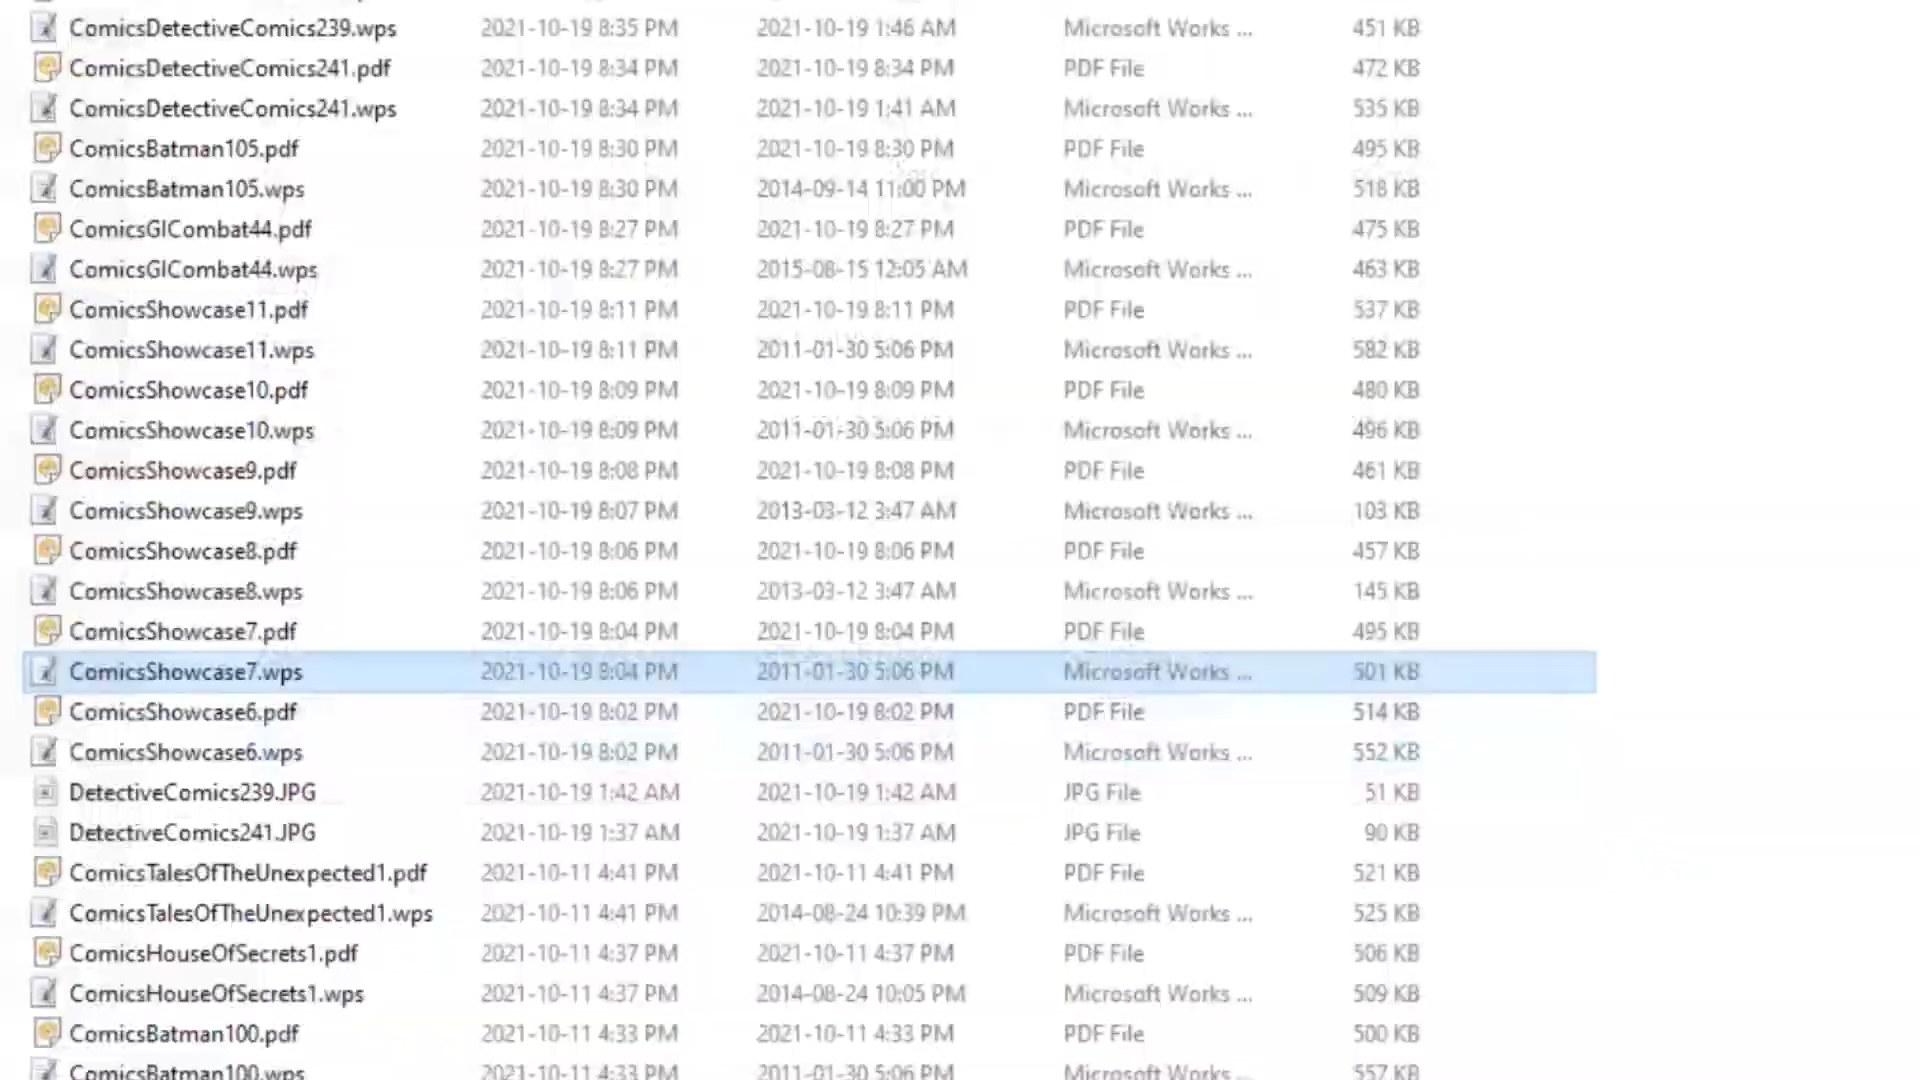 ComicsDetectiveComics239.wps 2021-10-19 8:35 PM 2021-10-19 1:46 AM Microsoft Works ... 451 KB
ComicsDetectiveComics241.pdf 2021-10-19 8:34 PM 2021-10-19 8:34 PM PDF File 472 KB
ComicsDetectiveComics241.wps 2021-10-19 8:34 PM 2021-10-19 1:41 AM Microsoft Works ... 535 KB
ComicsBatman105.pdf 2021-10-19 8:30 PM 2021-10-19 8:30 PM PDF File 495 KB
ComicsBatman105.wps 2021-10-19 8:30 PM 2014-09-14 11:00 PM Microsoft Works ... 518 KB
ComicsGICombat44.pdf 2021-10-19 8:27 PM 2021-10-19 8:27 PM PDF File 475 KB
ComicsGICombat44.wps 2021-10-19 8:27 PM 2015-08-15 12:05 AM Microsoft Works ... 463 KB
ComicsShowcase11.pdf 2021-10-19 8:11 PM 2021-10-19 8:11 PM PDF File 537 KB
ComicsShowcase11.wps 2021-10-19 8:11 PM 2011-01-30 5:06 PM Microsoft Works ... 582 KB
ComicsShowcase10.pdf 2021-10-19 8:09 PM 2021-10-19 8:09 PM PDF File 480 KB
ComicsShowcase10.wps 2021-10-19 8:09 PM 2011-01-30 5:06 PM Microsoft Works ... 496 KB
ComicsShowcase9.pdf 2021-10-19 8:08 PM 2021-10-19 8:08 PM PDF File 461 KB
ComicsShowcase9.wps 2021-10-19 8:07 PM 2013-03-12 3:47 AM Microsoft Works ... 103 KB
ComicsShowcase8.pdf 2021-10-19 8:06 PM 2021-10-19 8:06 PM PDF File 457 KB
ComicsShowcase8.wps 2021-10-19 8:06 PM 2013-03-12 3:47 AM Microsoft Works ... 145 KB
ComicsShowcase7.pdf 2021-10-19 8:04 PM 2021-10-19 8:04 PM PDF File 495 KB
ComicsShowcase7.wps 2021-10-19 8:04 PM 2011-01-30 5:06 PM Microsoft Works ... 501 KB
ComicsShowcase6.pdf 2021-10-19 8:02 PM 2021-10-19 8:02 PM PDF File 514 KB
ComicsShowcase6.wps 2021-10-19 8:02 PM 2011-01-30 5:06 PM Microsoft Works ... 552 KB
DetectiveComics239.JPG 2021-10-19 1:42 AM 2021-10-19 1:42 AM JPG File 51 KB
DetectiveComics241.JPG 2021-10-19 1:37 AM 2021-10-19 1:37 AM JPG File 90 KB
ComicsTalesOfTheUnexpected1.pdf 2021-10-11 4:41 PM 2021-10-11 4:41 PM PDF File 521 KB
ComicsTalesOfTheUnexpected1.wps 2021-10-11 4:41 PM 2014-08-24 10:39 PM Microsoft Works ... 525 KB
ComicsHouseOfSecrets1.pdf 2021-10-11 4:37 PM 2021-10-11 4:37 PM PDF File 506 KB
ComicsHouseOfSecrets1.wps 2021-10-11 4:37 PM 2014-08-24 10:05 PM Microsoft Works ... 509 KB
ComicsBatman100.pdf 2021-10-11 4:33 PM 2021-10-11 4:33 PM PDF File 500 KB
ComicsBatman100.wps 2021-10-11 4:33 PM 2011-01-30 5:06 PM Microsoft Works ... 557 KB